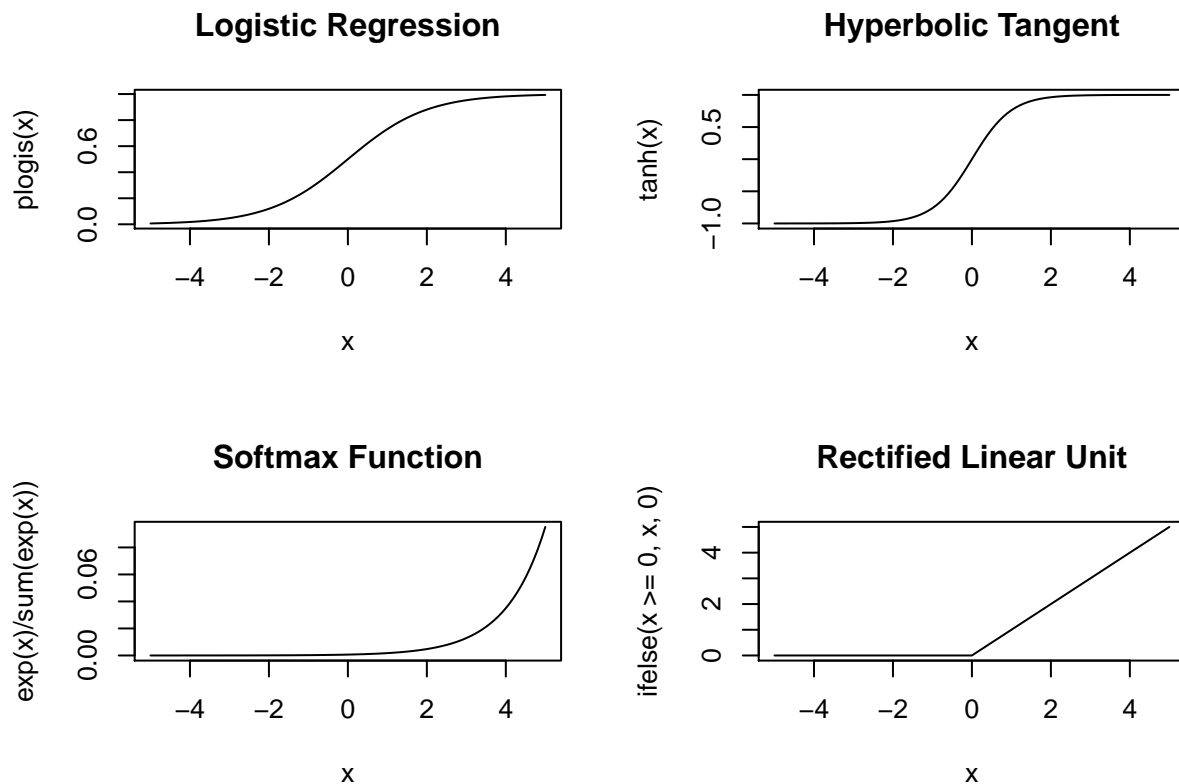 Logistic Regression
plogis(x)
0.0 0.6
−4 −2 0 2 4
x
Hyperbolic Tangent
tanh(x)
−1.0 0.5
−4 −2 0 2 4
x
Softmax Function
exp(x)/sum(exp(x))
0.00 0.06
−4 −2 0 2 4
x
Rectified Linear Unit
ifelse(x >= 0, x, 0)
0 2 4
−4 −2 0 2 4
x